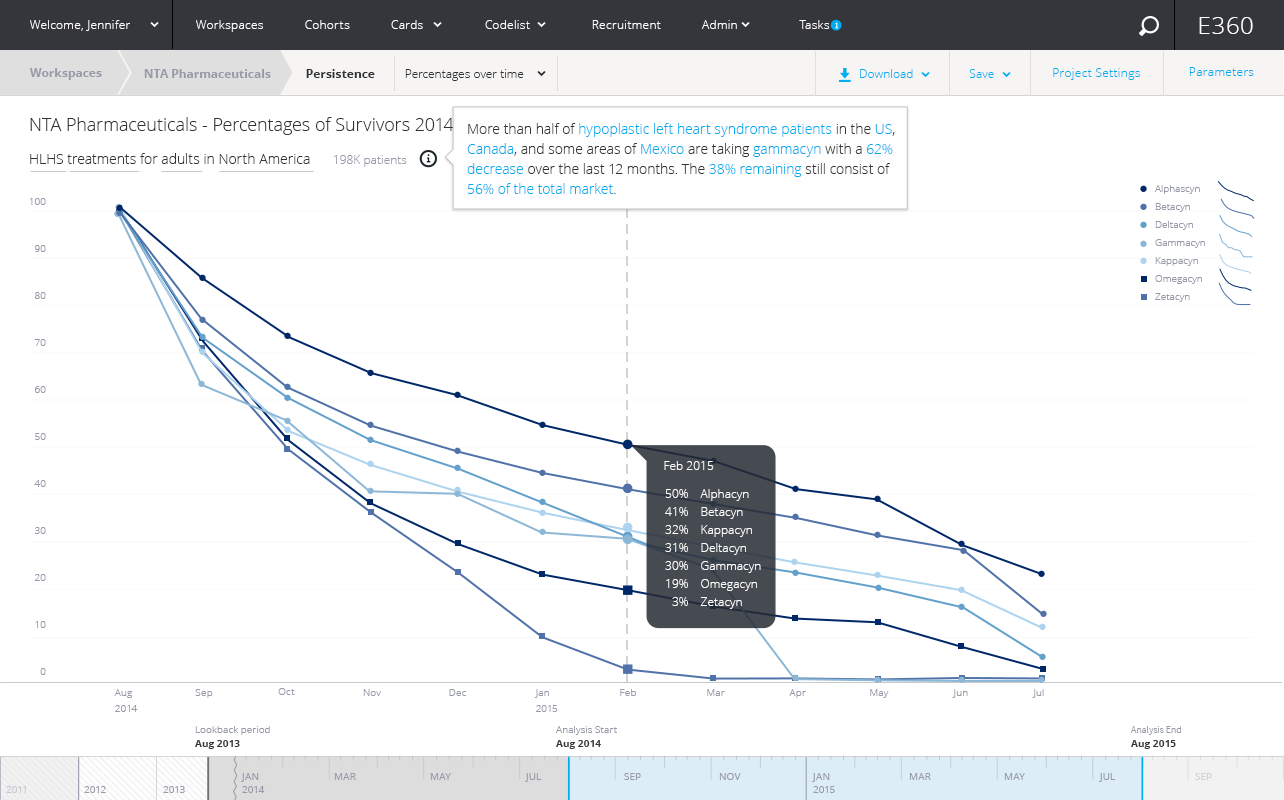 Welcome, Jennifer Workspaces Cohorts Cards Codelist Recruitment Admin Tasks E360
Workspaces NTA Pharmaceuticals Persistence Percentages over time Download Save Project Settings Parameters
NTA Pharmaceuticals - Percentages of Survivors 2014
HLHS treatments for adults in North America 198K patients
More than half of hypoplastic left heart syndrome patients in the US,
Canada, and some areas of Mexico are taking gammacyn with a 62%
decrease over the last 12 months. The 38% remaining still consist of
56% of the total market.
Alphascyn
Betacyn
Deltacyn
Gammacyn
Kappacyn
Omegacyn
Zetacyn
100
90
80
70
60
50
40
30
20
10
0
Feb 2015
50% Alphacyn
41% Betacyn
32% Kappacyn
31% Deltacyn
30% Gammacyn
19% Omegacyn
3% Zetacyn
Aug Sep Oct Nov Dec Jan Feb Mar Apr May Jun Jul
2014 2015
Lookback period Analysis Start Analysis End
Aug 2013 Aug 2014 Aug 2015
JAN MAR MAY JUL SEP NOV JAN MAR MAY JUL SEP
2011 2012 2013 2014 2015